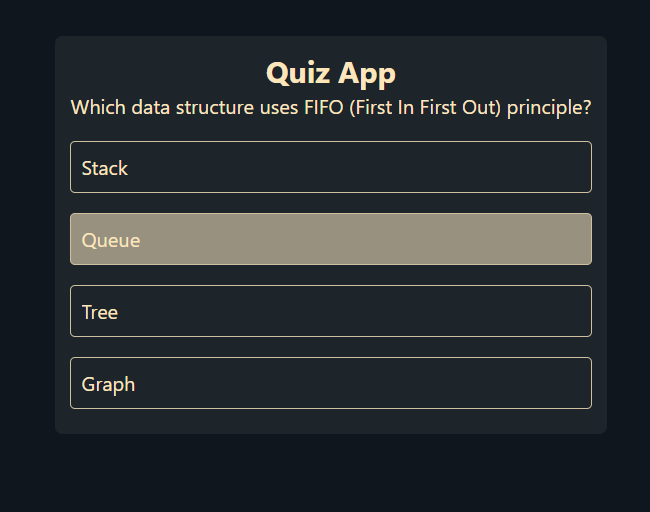 Quiz App
Which data structure uses FIFO (First In First Out) principle?
Stack
Queue
Tree
Graph